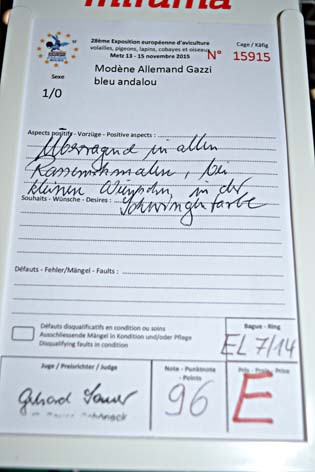 28ème Exposition européenne d'aviculture
volailles, pigeons, lapins, cobayes et oiseaux
Metz 13 - 15 novembre 2015
Cage / Käfig
N° 15915
Modène Allemand Gazzi
bleu andalou
Sexe
1/0
Aspects positifs - Vorzüge - Positive aspects :
Überragend in allen
Rassemerkmalen, bei
kleinen Wünschen, in der
Souhaits - Wünsche - Desires :
Schwingenfarbe
Défauts - Fehler/Mängel - Faults :
Défauts disqualificatifs en condition ou soins
Ausschliessende Mängel in Kondition und/oder Pflege
Disqualifying faults in condition
Bague - Ring
EL 7/14
Juge / Preisrichter / Judge
Gerhard Sauer
Note - Punktnote
- Points
96
Prix - Preis - Price
E